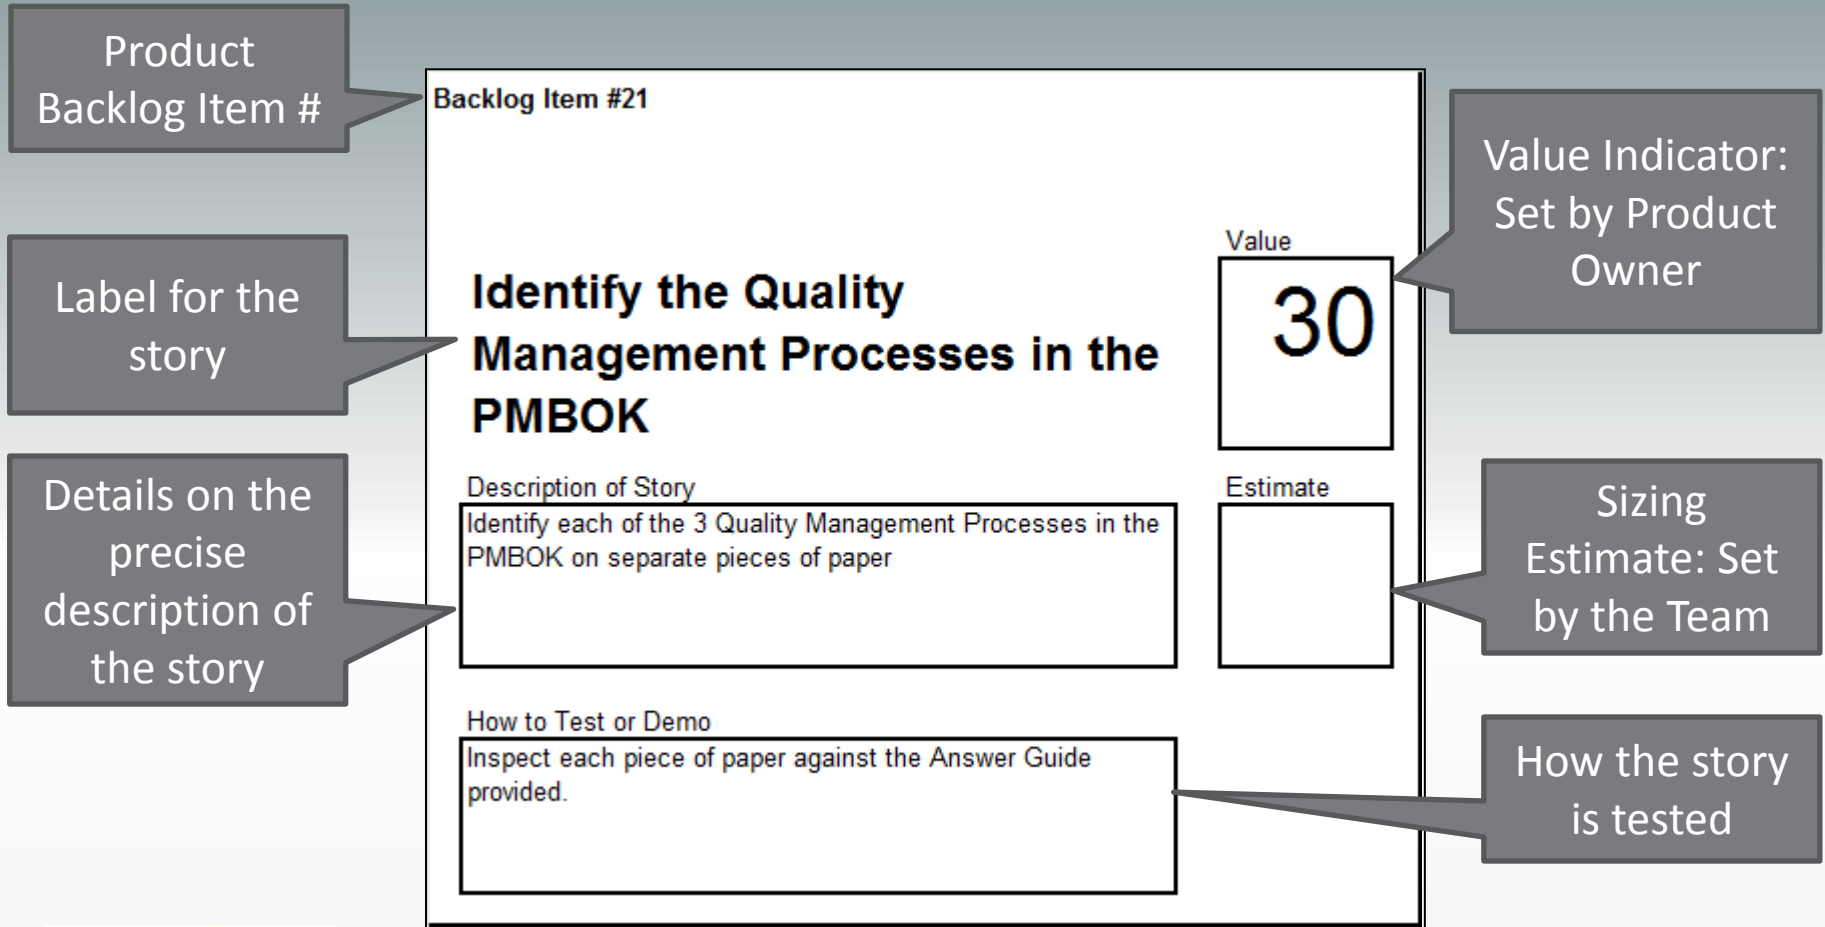 Product
Backlog Item #
Backlog Item #21
Value Indicator:
Set by Product
Owner
Label for the
story
Identify the Quality
Management Processes in the
PMBOK
Value
30
Details on the
precise
description of
the story
Description of Story
Identify each of the 3 Quality Management Processes in the
PMBOK on separate pieces of paper
Estimate
Sizing
Estimate: Set
by the Team
How to Test or Demo
Inspect each piece of paper against the Answer Guide
provided.
How the story
is tested